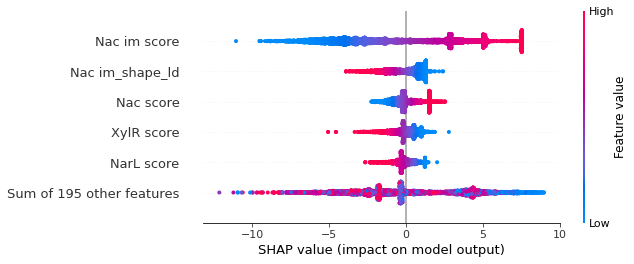 High
Nac im score
Nac im_shape_ld
Nac score
XylR score
NarL score
Sum of 195 other features
Feature value
Low
−10
−5
0
5
10
SHAP value (impact on model output)